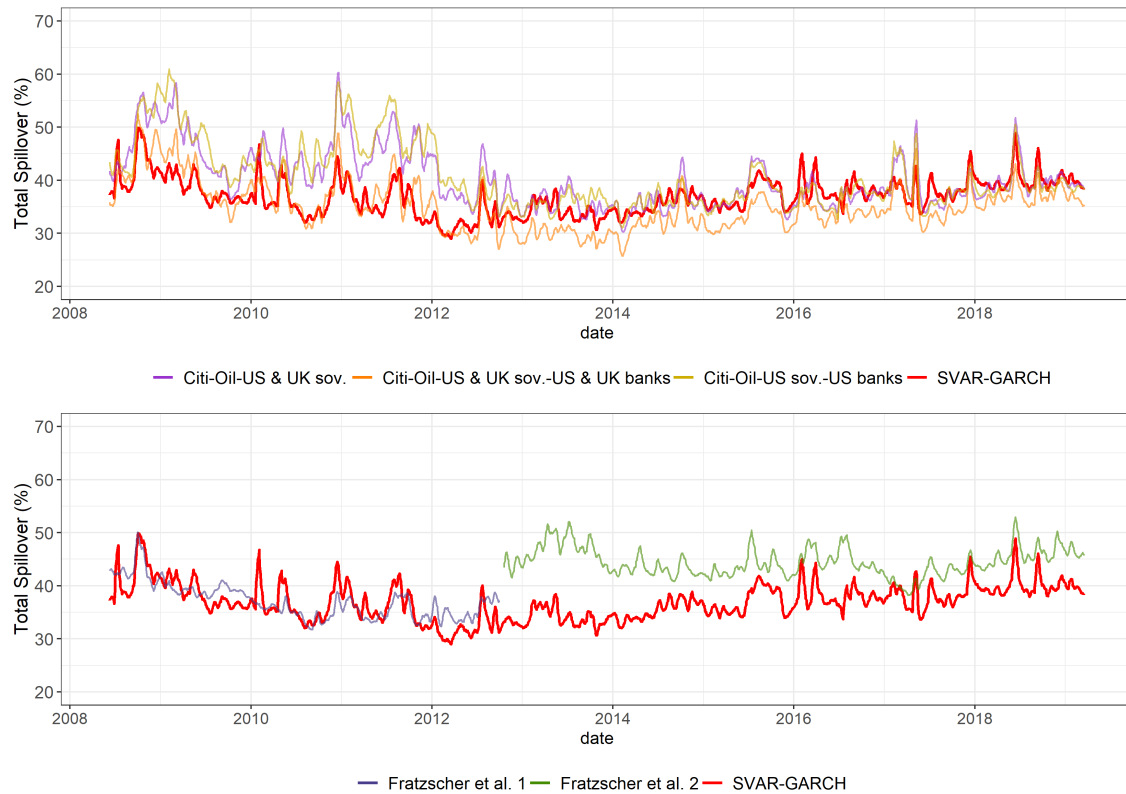 70
60
50
40
30
20
Total Spillover (%)
2008 2010 2012 2014 2016 2018
date
Citi-Oil-US & UK sov. Citi-Oil-US & UK sov.-US & UK banks Citi-Oil-US sov.-US banks SVAR-GARCH
70
60
50
40
30
20
Total Spillover (%)
2008 2010 2012 2014 2016 2018
date
Fratzscher et al. 1 Fratzscher et al. 2 SVAR-GARCH